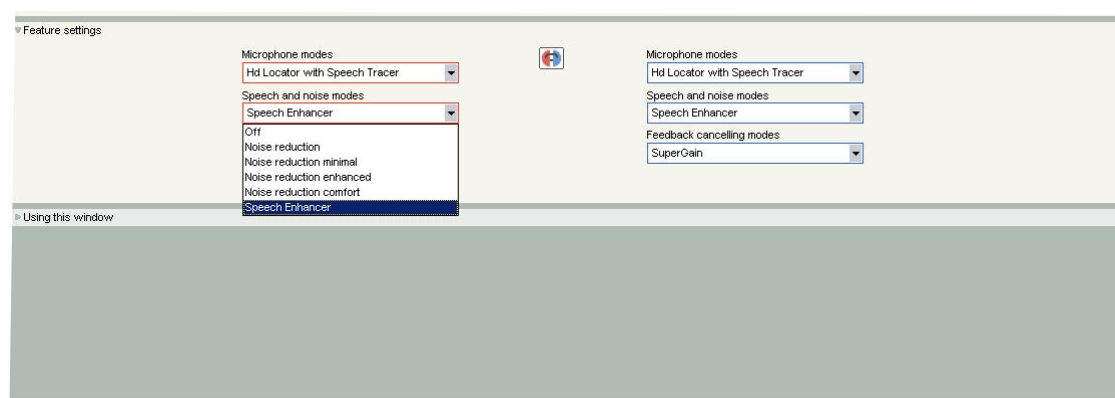 Feature settings
Microphone modes
Hd Locator with Speech Tracer
Speech and noise modes
Speech Enhancer
Off
Noise reduction
Noise reduction minimal
Noise reduction enhanced
Noise reduction comfort
Speech Enhancer
Microphone modes
Hd Locator with Speech Tracer
Speech and noise modes
Speech Enhancer
Feedback cancelling modes
SuperGain
Using this window